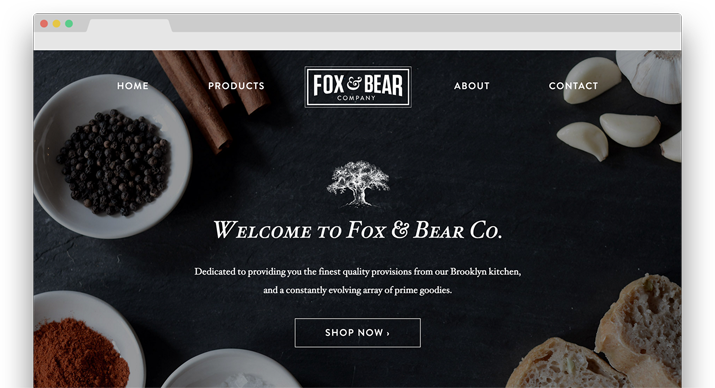 HOME
PRODUCTS
FOX & BEAR
COMPANY
ABOUT
CONTACT
WELCOME TO FOX & BEAR CO.
Dedicated to providing you the finest quality provisions from our Brooklyn kitchen,
and a constantly evolving array of prime goodies.
SHOP NOW ›